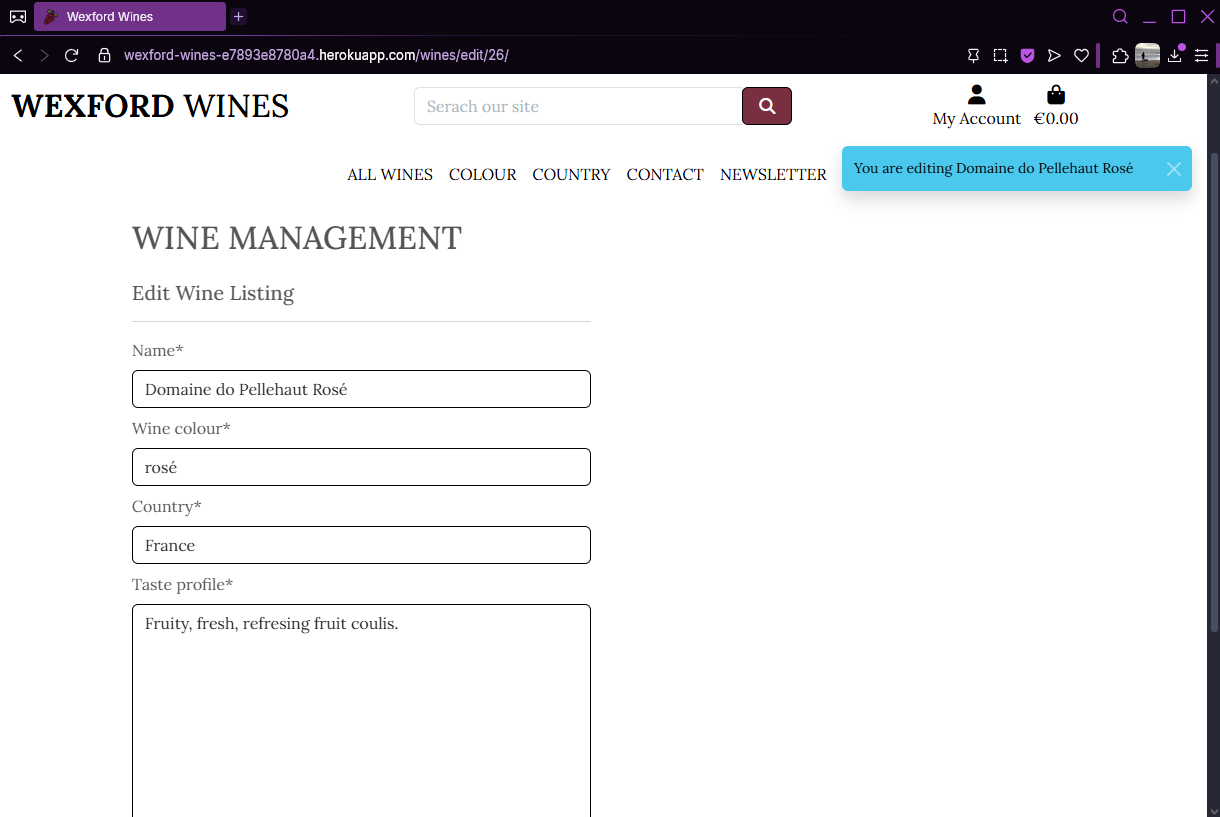 Wexford Wines
wexford-wines-e7893e8780a4.herokuapp.com/wines/edit/26/
WEXFORD WINES
Serach our site
My Account
€0.00
ALL WINES
COLOUR
COUNTRY
CONTACT
NEWSLETTER
You are editing Domaine do Pellehaut Rosé
WINE MANAGEMENT
Edit Wine Listing
Name*
Domaine do Pellehaut Rosé
Wine colour*
rosé
Country*
France
Taste profile*
Fruity, fresh, refresing fruit coulis.